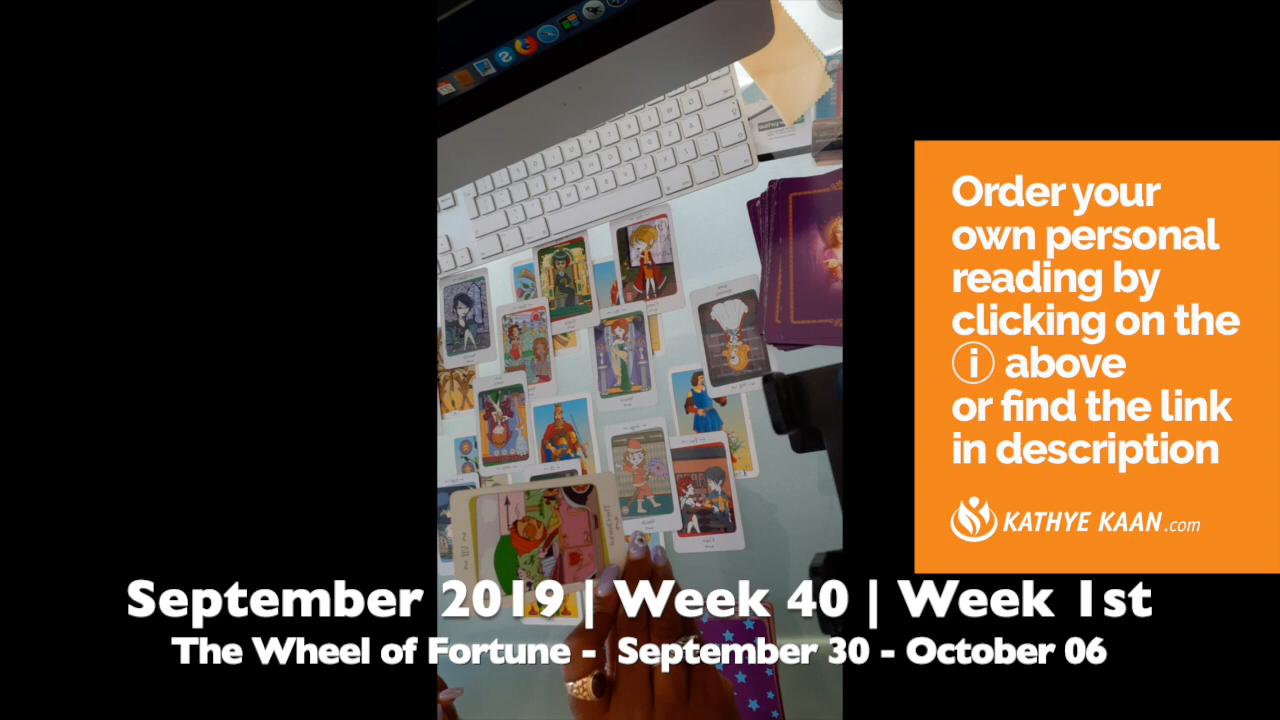 Order your
own personal
reading by
clicking on the
i above
or find the link
in description
KATHYE KAAN.com
September 2019 | Week 40 | Week 1st
The Wheel of Fortune - September 30 - October 06